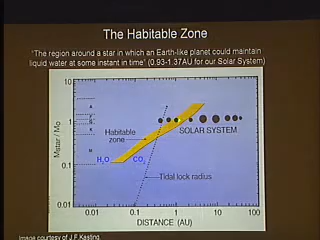 The Habitable Zone
'The region around a star in which an Earth-like planet could maintain
liquid water at some instant in time' (0.93-1.37AU for our Solar System)
10
A
F
G
K
M
1
0.1
0.01
Mstar / Mo
Habitable
zone
SOLAR SYSTEM
H₂O
CO₂
Tidal lock radius
0.01
0.1
1
10
100
DISTANCE (AU)
Image courtesy of J.F.Kasting